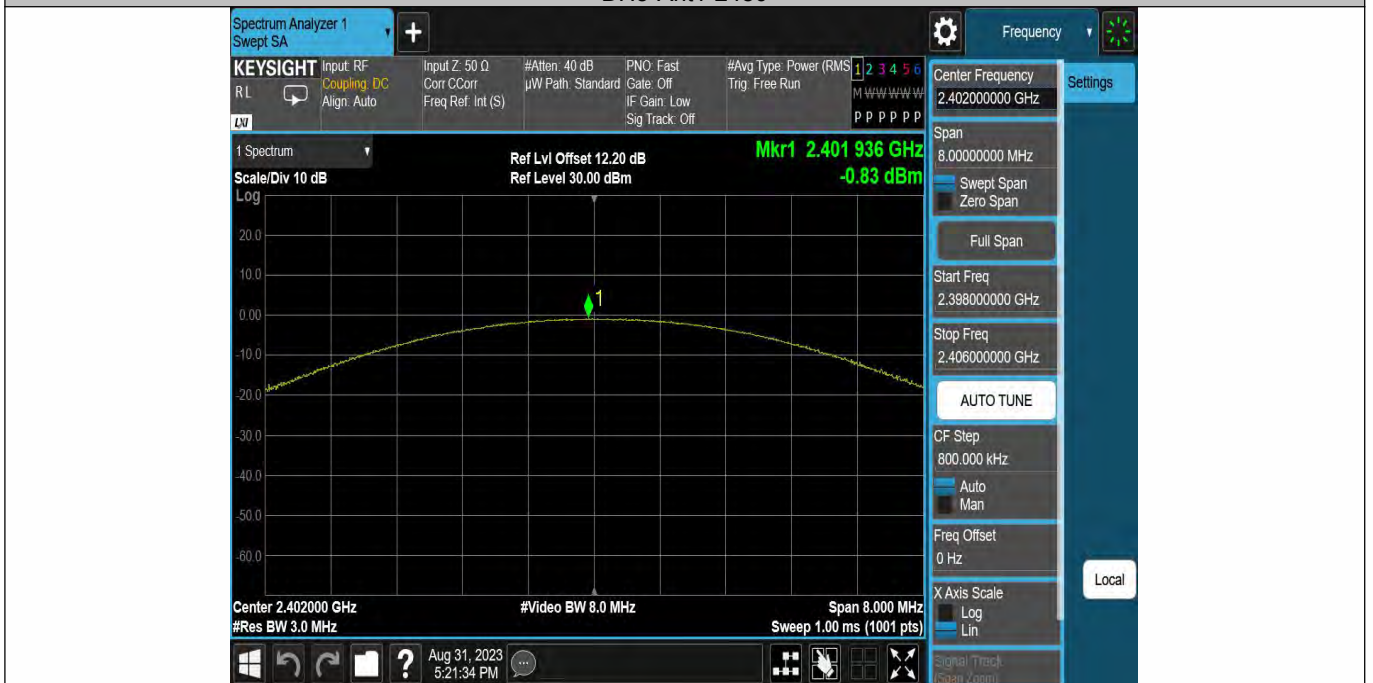 Spectrum Analyzer 1
Swept SA
+
Frequency
KEYSIGHT
RL
LXI
Input: RF
Coupling: DC
Align: Auto
Input Z: 50 Ω
Corr CCorr
Freq Ref: Int (S)
#Atten: 40 dB
µW Path: Standard
PNO: Fast
Gate: Off
IF Gain: Low
Sig Track: Off
#Avg Type: Power (RMS
Trig: Free Run
1 2 3 4 5 6
M W W W W W
P P P P P P
Center Frequency
2.402000000 GHz
Settings
1 Spectrum
Scale/Div 10 dB
Ref Lvl Offset 12.20 dB
Ref Level 30.00 dBm
Mkr1 2.401 936 GHz
-0.83 dBm
Log
20.0
10.0
0.00
-10.0
-20.0
-30.0
-40.0
-50.0
-60.0
1
Span
8.00000000 MHz
Swept Span
Zero Span
Full Span
Start Freq
2.398000000 GHz
Stop Freq
2.406000000 GHz
AUTO TUNE
CF Step
800.000 kHz
Auto
Man
Freq Offset
0 Hz
X Axis Scale
Log
Lin
Signal Track
(Span Zoom)
Local
Center 2.402000 GHz
#Res BW 3.0 MHz
#Video BW 8.0 MHz
Span 8.000 MHz
Sweep 1.00 ms (1001 pts)
?
Aug 31, 2023
5:21:34 PM